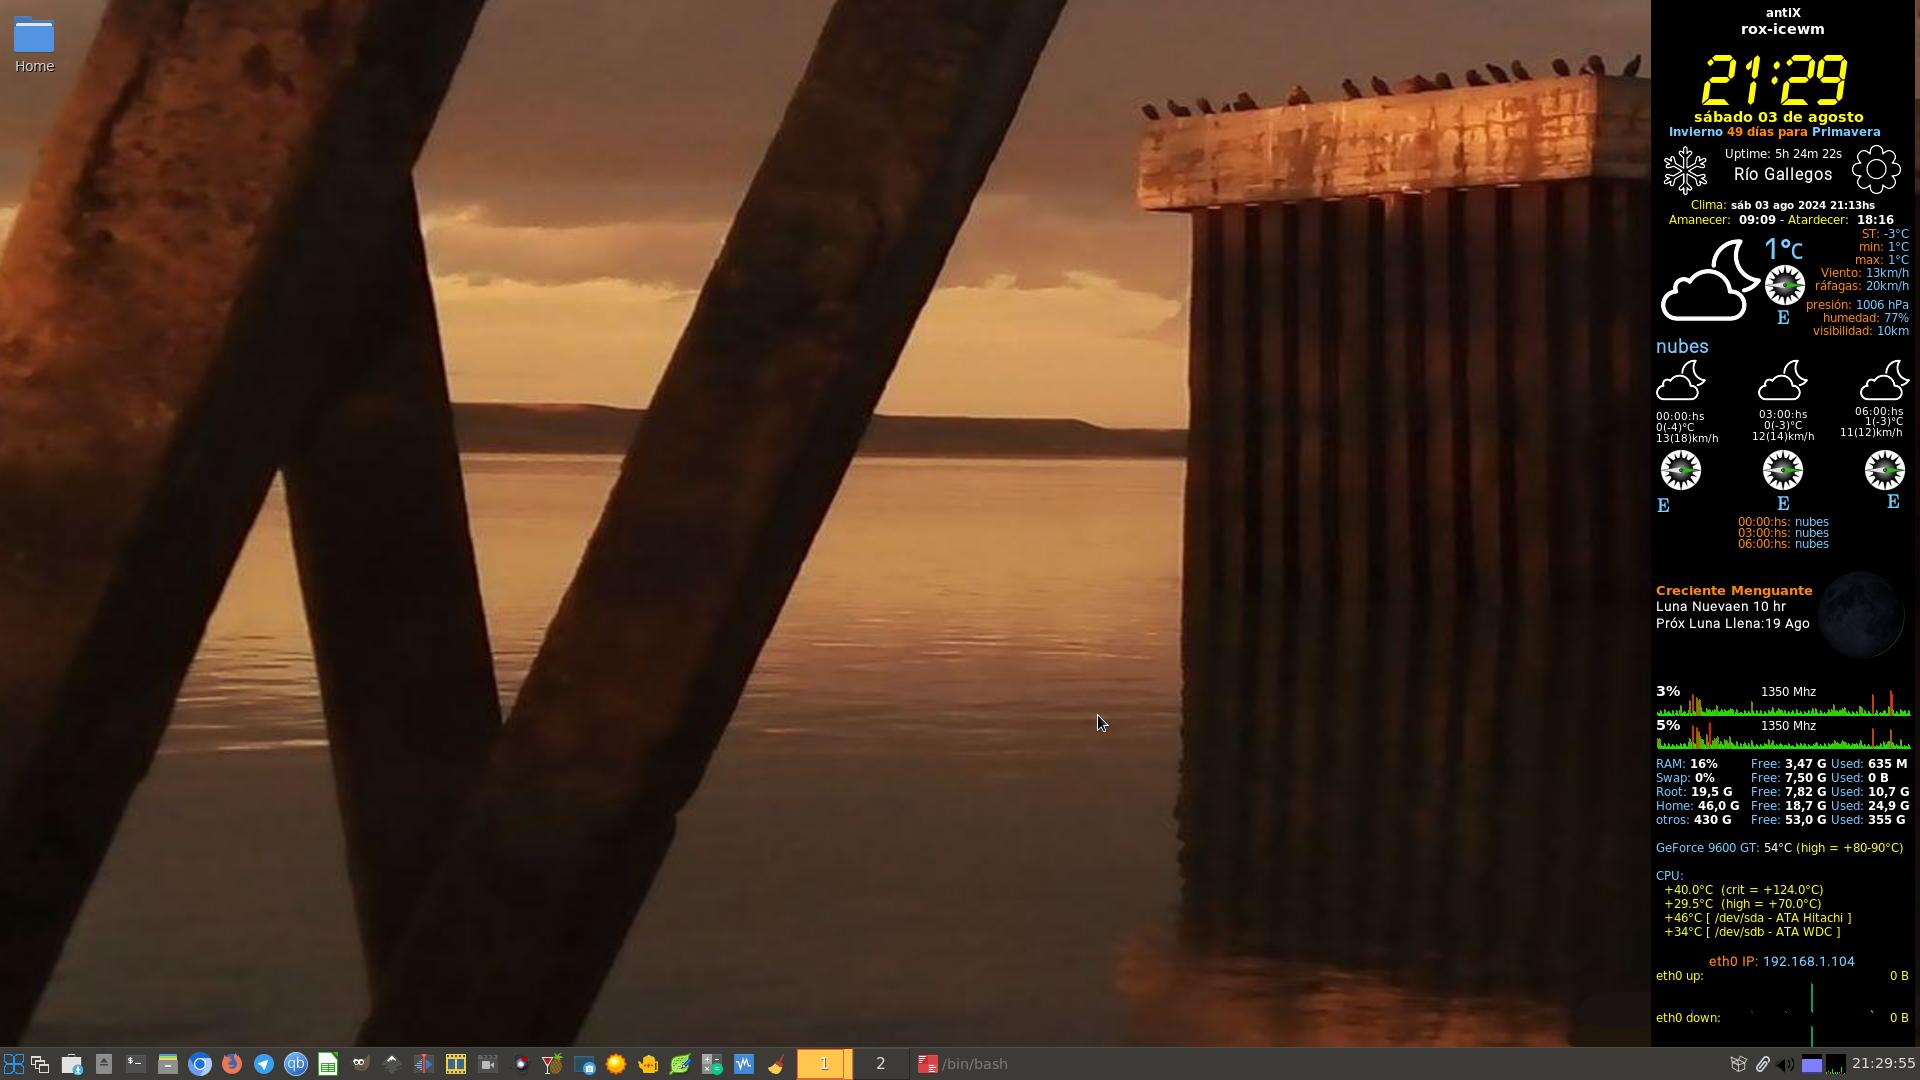 Home
antiX
rox-icewm
21:29
sábado 03 de agosto
Invierno 49 días para Primavera
Uptime: 5h 24m 22s
Río Gallegos
Clima: sáb 03 ago 2024 21:13hs
Amanecer: 09:09 - Atardecer: 18:16
1°c
ST: -3°C
min: 1°C
max: 1°C
Viento: 13km/h
ráfagas: 20km/h
E
presión: 1006 hPa
humedad: 77%
visibilidad: 10km
nubes
00:00:hs 03:00:hs 06:00:hs
0(-4)°C 0(-3)°C 1(-3)°C
13(18)km/h 12(14)km/h 11(12)km/h
E E E
00:00:hs: nubes
03:00:hs: nubes
06:00:hs: nubes
Creciente Menguante
Luna Nuevaen 10 hr
Próx Luna Llena:19 Ago
3% 1350 Mhz
5% 1350 Mhz
RAM: 16% Free: 3,47 G Used: 635 M
Swap: 0% Free: 7,50 G Used: 0 B
Root: 19,5 G Free: 7,82 G Used: 10,7 G
Home: 46,0 G Free: 18,7 G Used: 24,9 G
otros: 430 G Free: 53,0 G Used: 355 G
GeForce 9600 GT: 54°C (high = +80-90°C)
CPU:
+40.0°C (crit = +124.0°C)
+29.5°C (high = +70.0°C)
+46°C [ /dev/sda - ATA Hitachi ]
+34°C [ /dev/sdb - ATA WDC ]
eth0 IP: 192.168.1.104
eth0 up: 0 B
eth0 down: 0 B
qb
1 2 /bin/bash 21:29:55